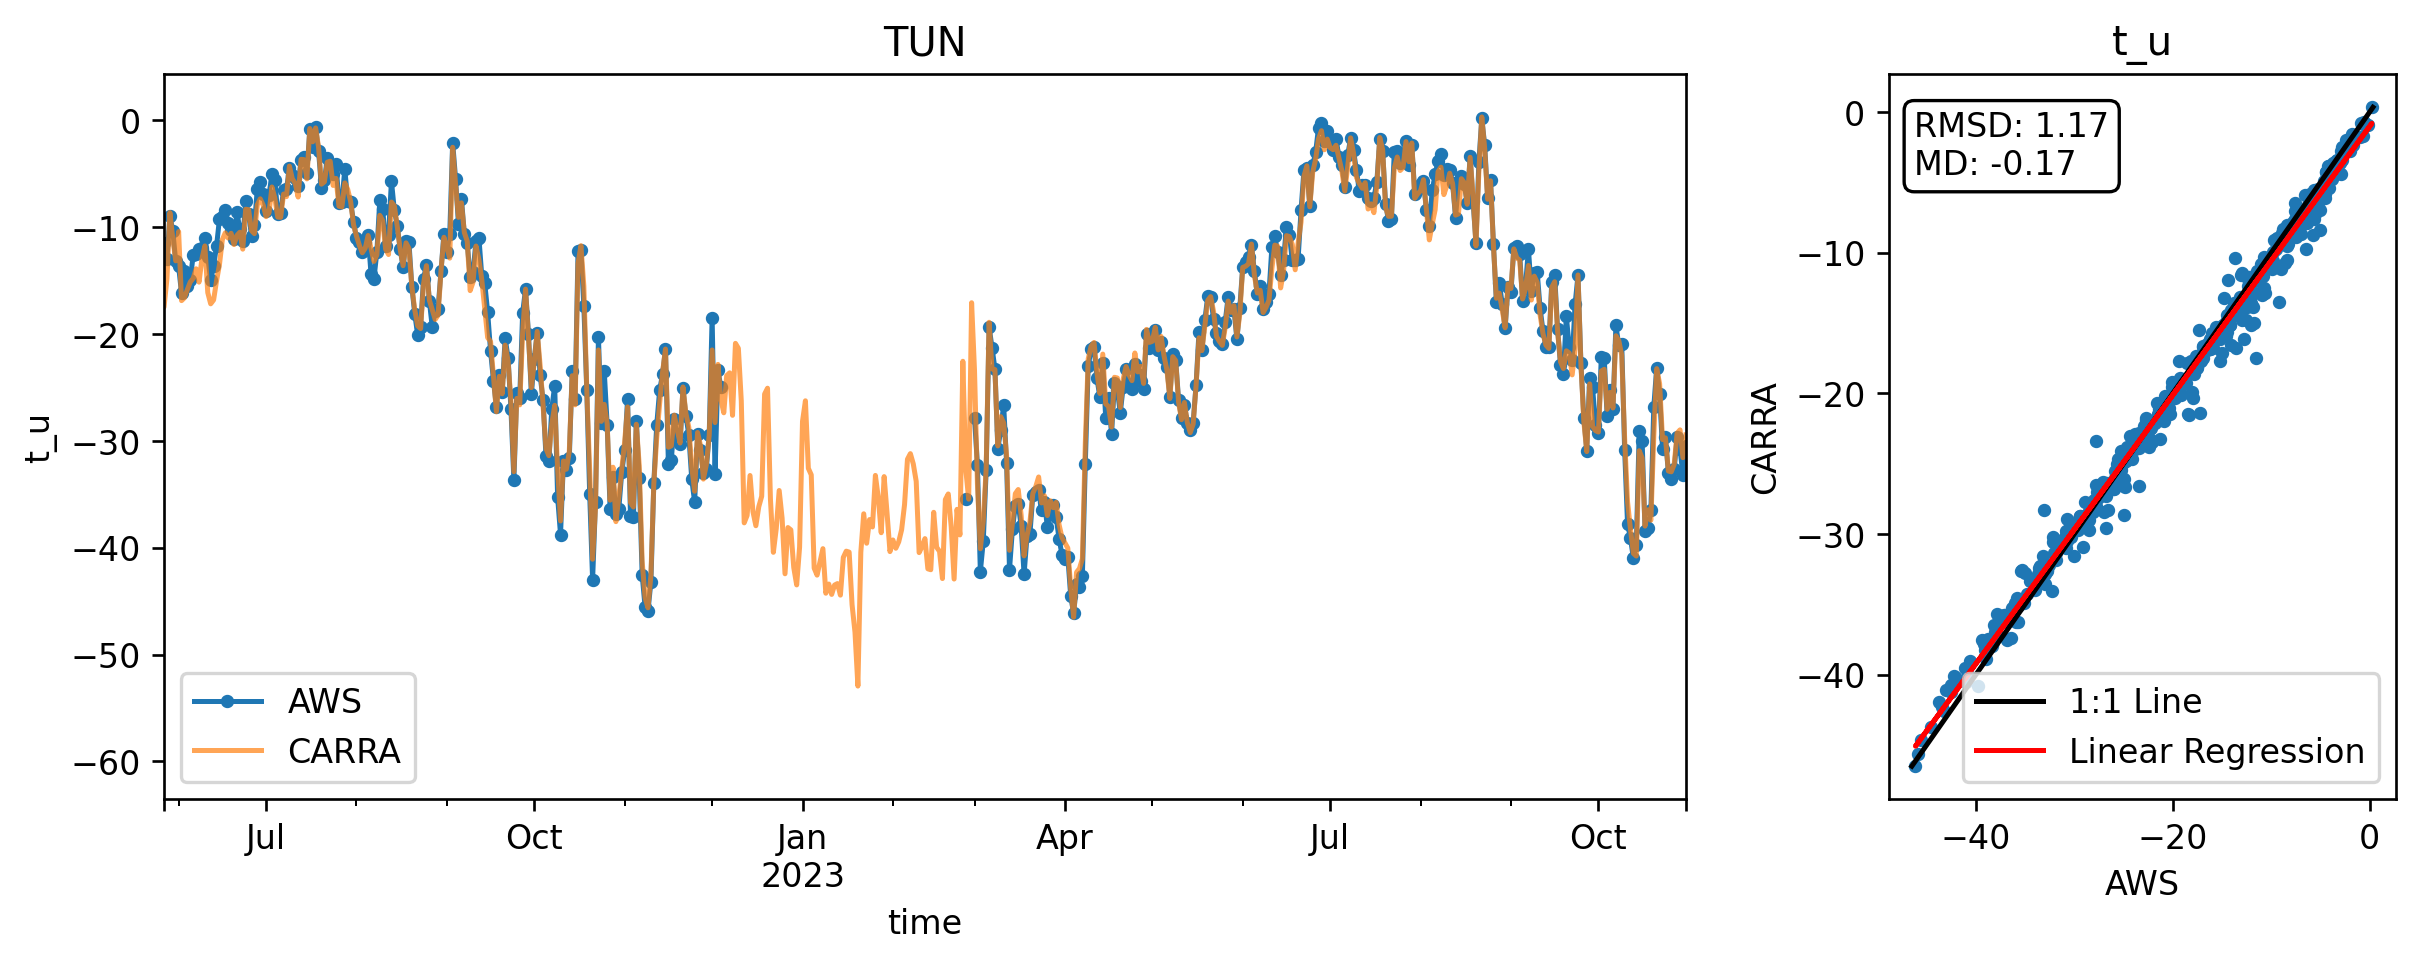 TUN
t_u
0
−10
−20
−30
−40
−50
−60
t_u
AWS
CARRA
Jul
Oct
Jan
2023
Apr
Jul
Oct
time
RMSD: 1.17
MD: -0.17
0
−10
−20
−30
−40
CARRA
1:1 Line
Linear Regression
−40
−20
0
AWS